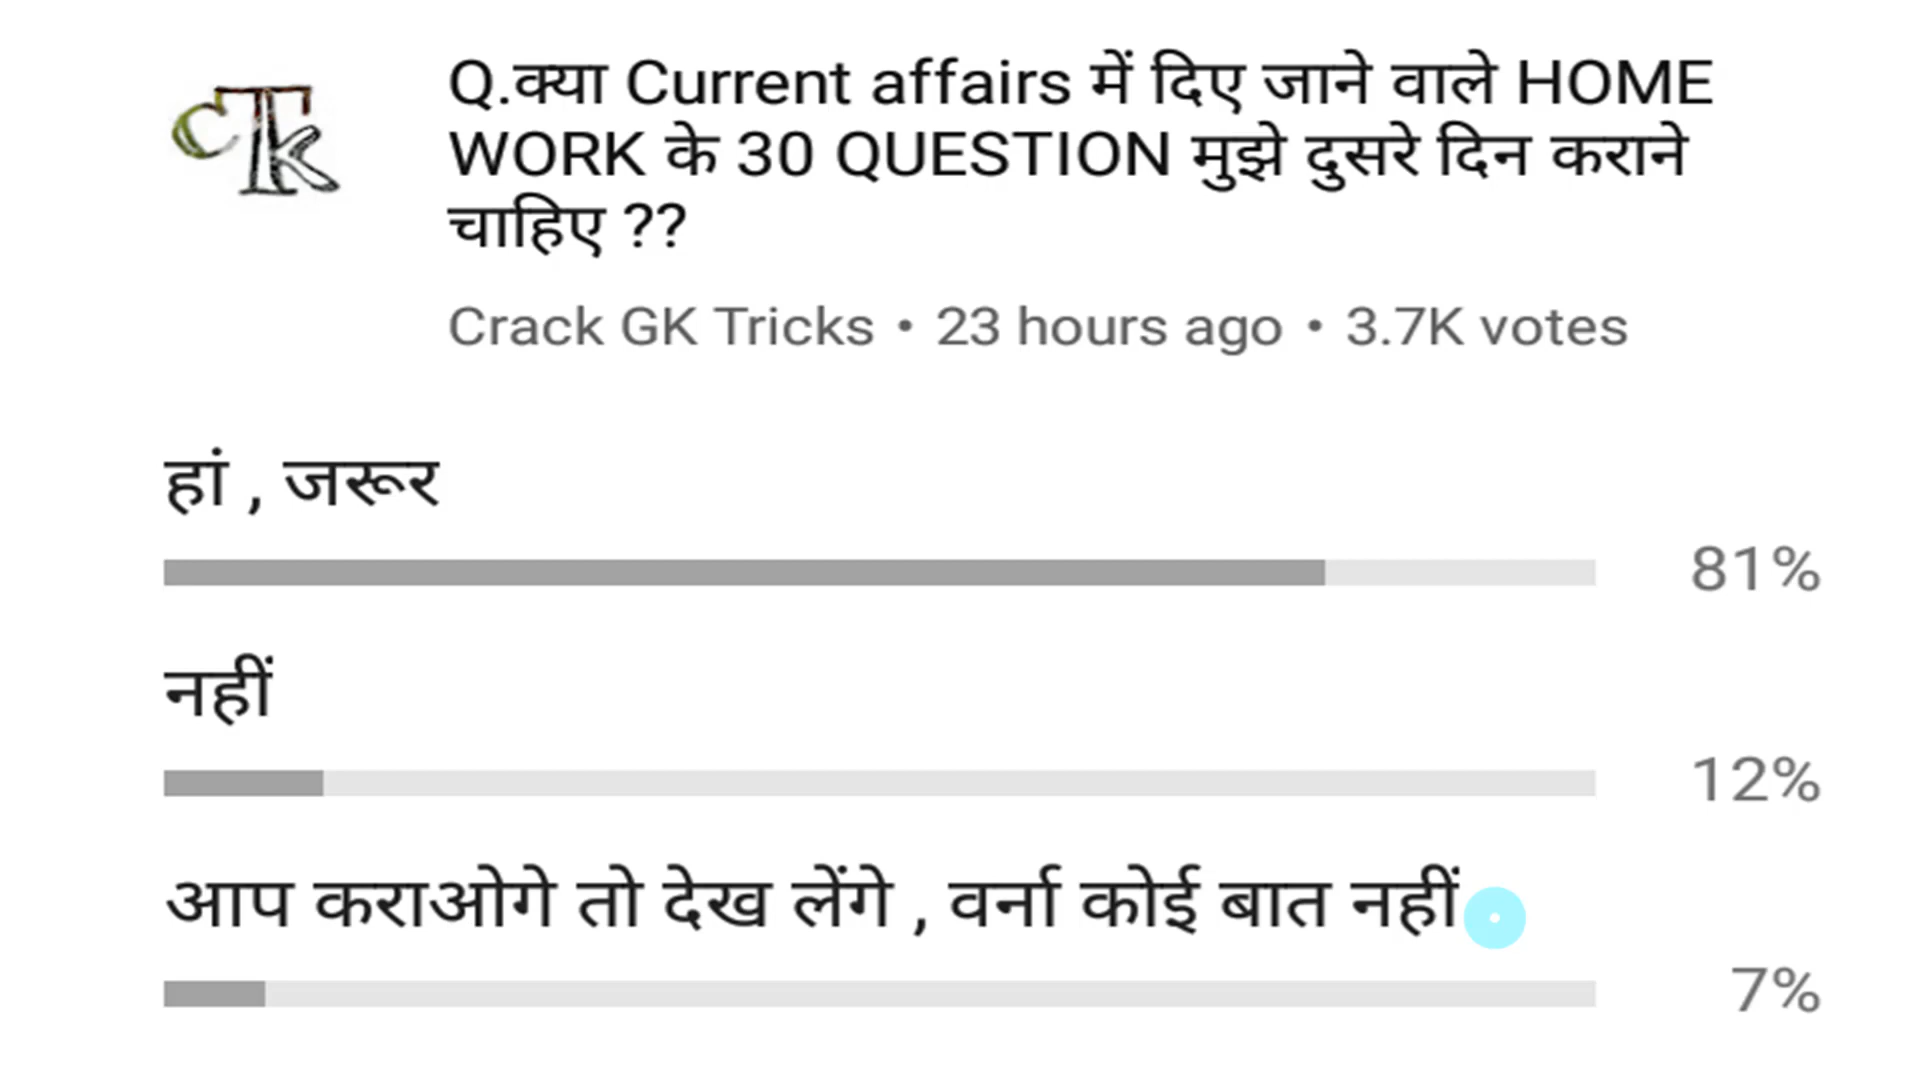 CTk
Q.क्या Current affairs में दिए जाने वाले HOME
WORK के 30 QUESTION मुझे दुसरे दिन कराने
चाहिए ??
Crack GK Tricks • 23 hours ago • 3.7K votes
हां , जरूर
81%
नहीं
12%
आप कराओगे तो देख लेंगे , वर्ना कोई बात नहीं
7%